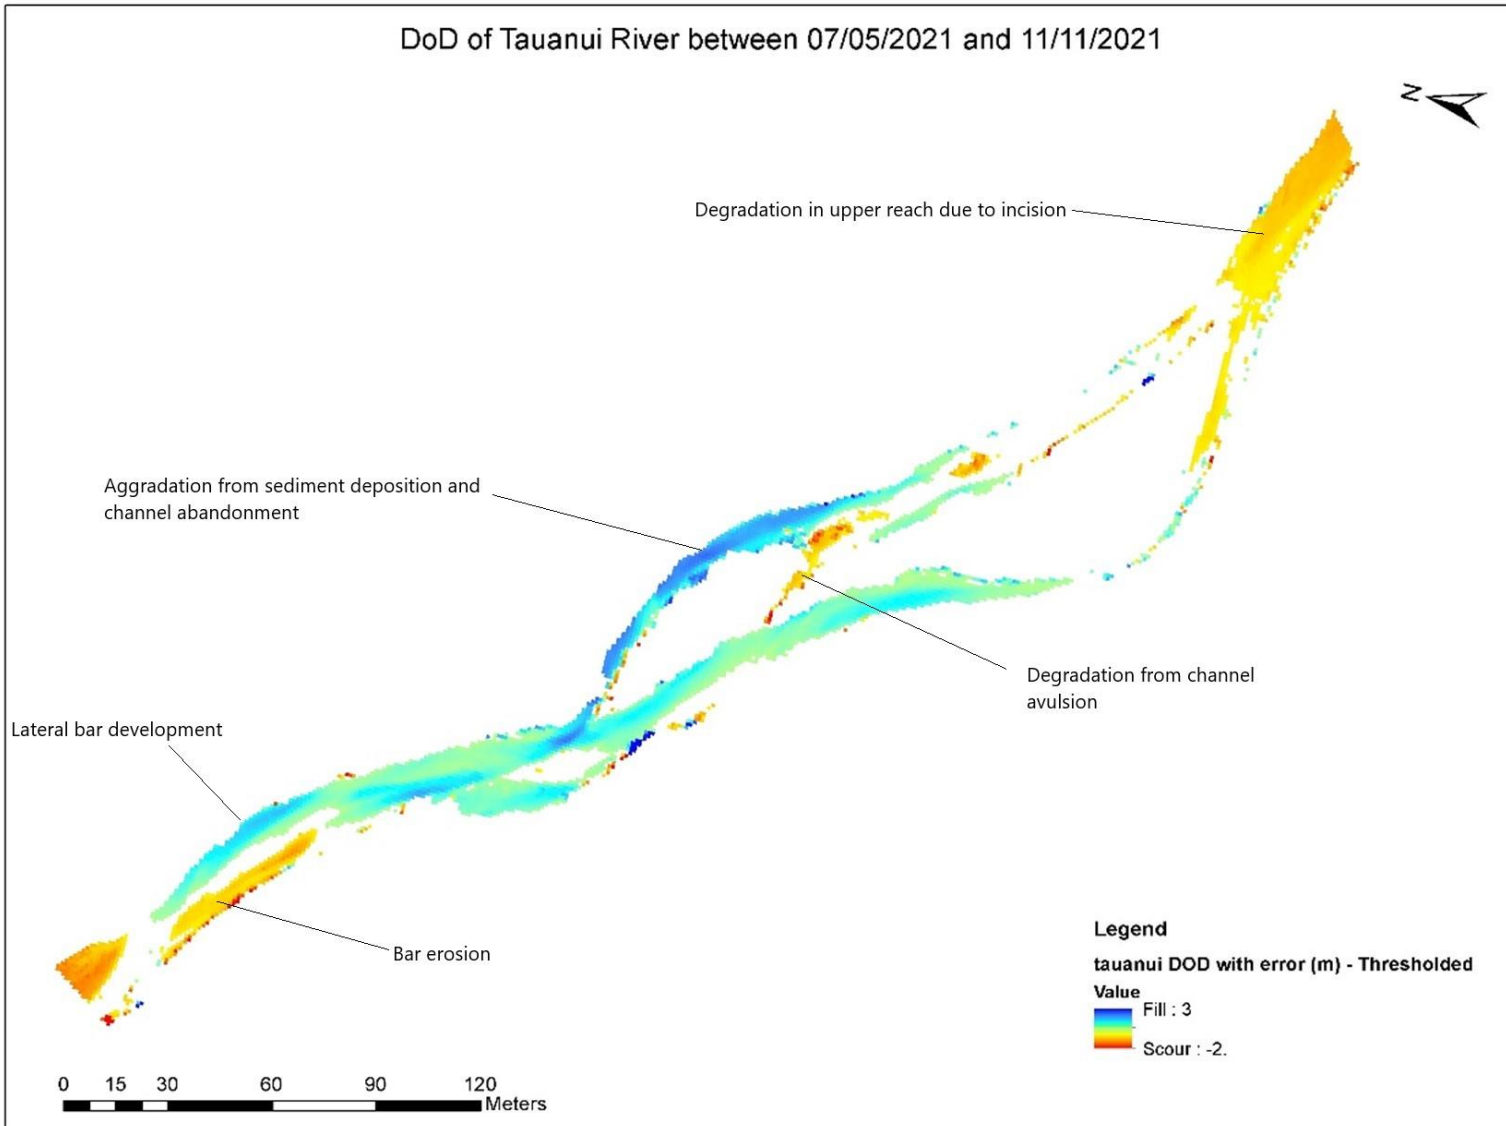 DoD of Tauanui River between 07/05/2021 and 11/11/2021
N
Degradation in upper reach due to incision
Aggradation from sediment deposition and
channel abandonment
Degradation from channel
avulsion
Lateral bar development
Bar erosion
Legend
tauanui DOD with error (m) - Thresholded
Value
Fill : 3
Scour : -2.
0 15 30 60 90 120
Meters